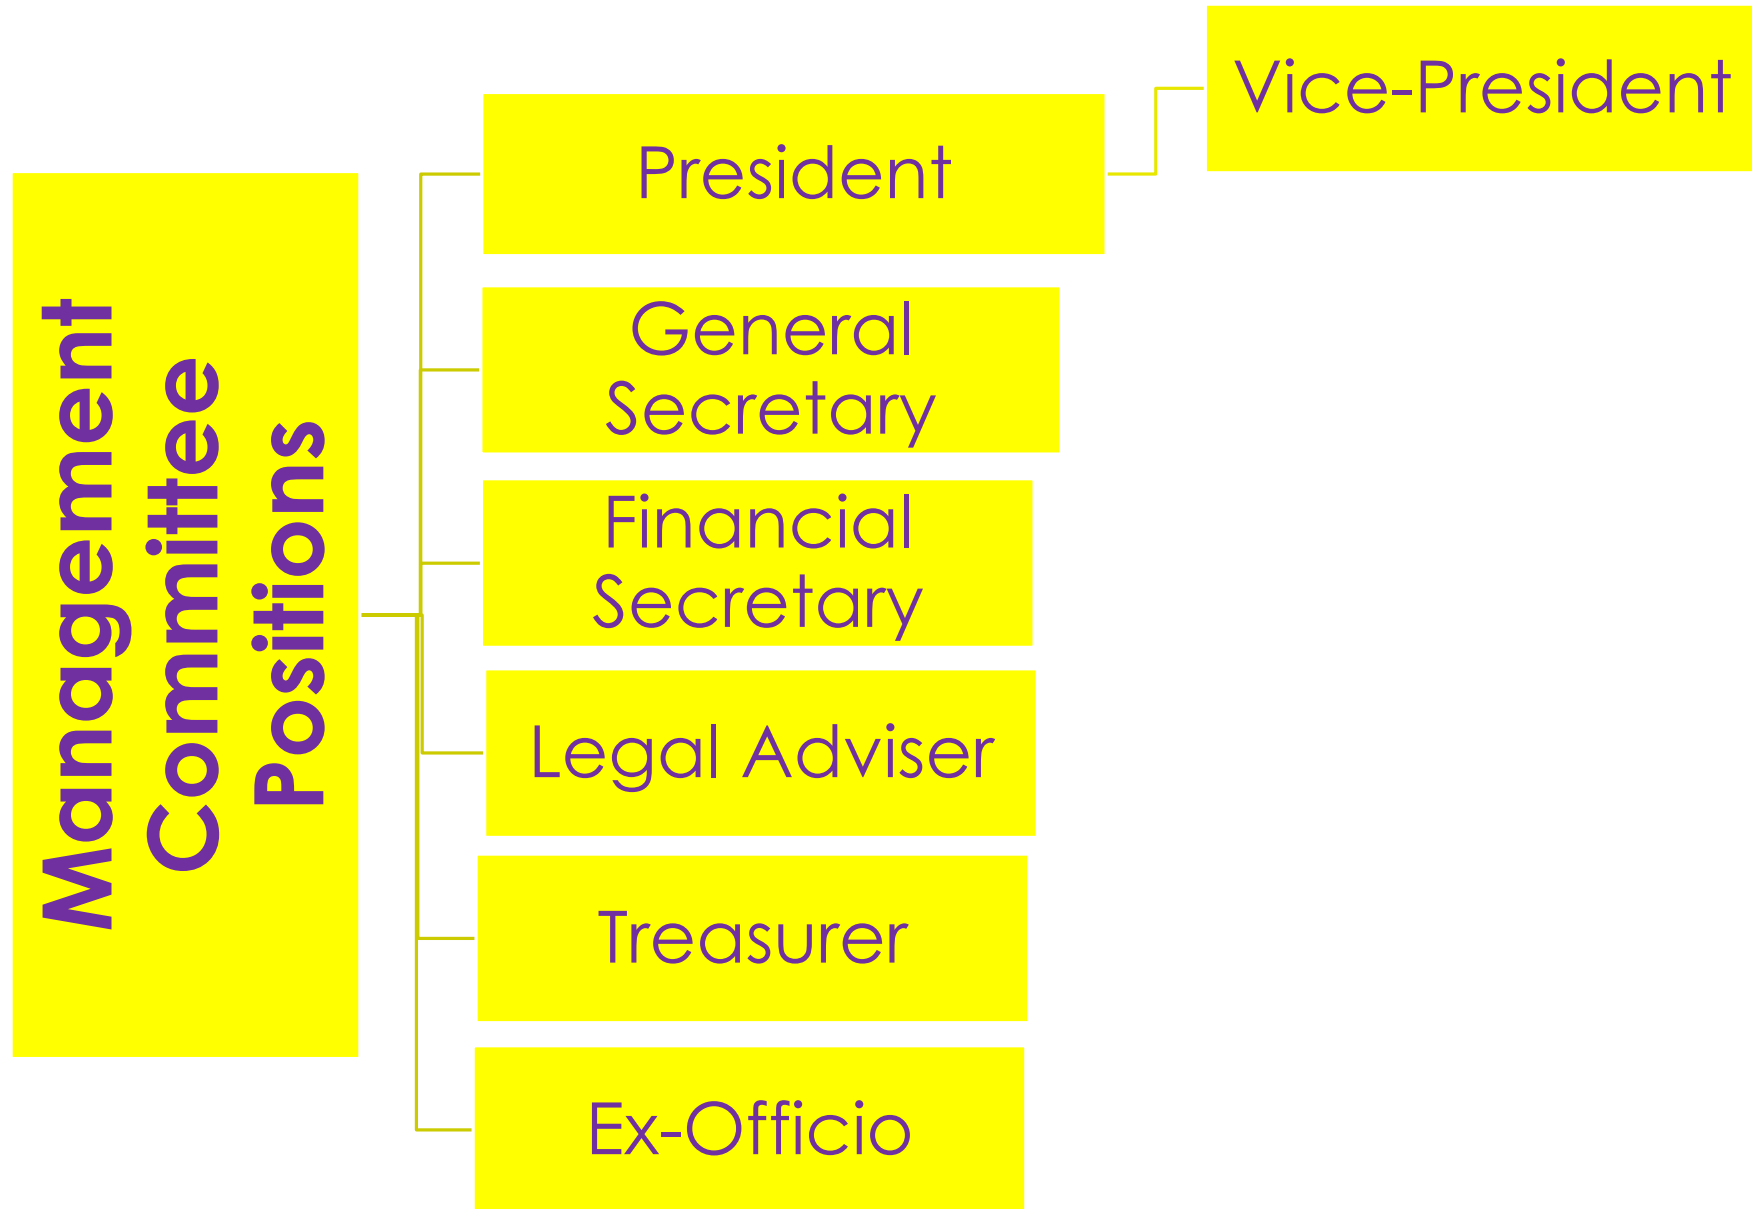 Management
Committee
Positions
President
Vice-President
General
Secretary
Financial
Secretary
Legal Adviser
Treasurer
Ex-Officio